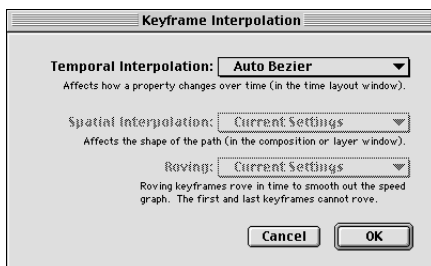 Keyframe Interpolation
Temporal Interpolation: Auto Bezier
Affects how a property changes over time (in the time layout window).
Spatial Interpolation: Current Settings
Affects the shape of the path (in the composition or layer window).
Roving: Current Settings
Roving keyframes rove in time to smooth out the speed
graph. The first and last keyframes cannot rove.
Cancel OK